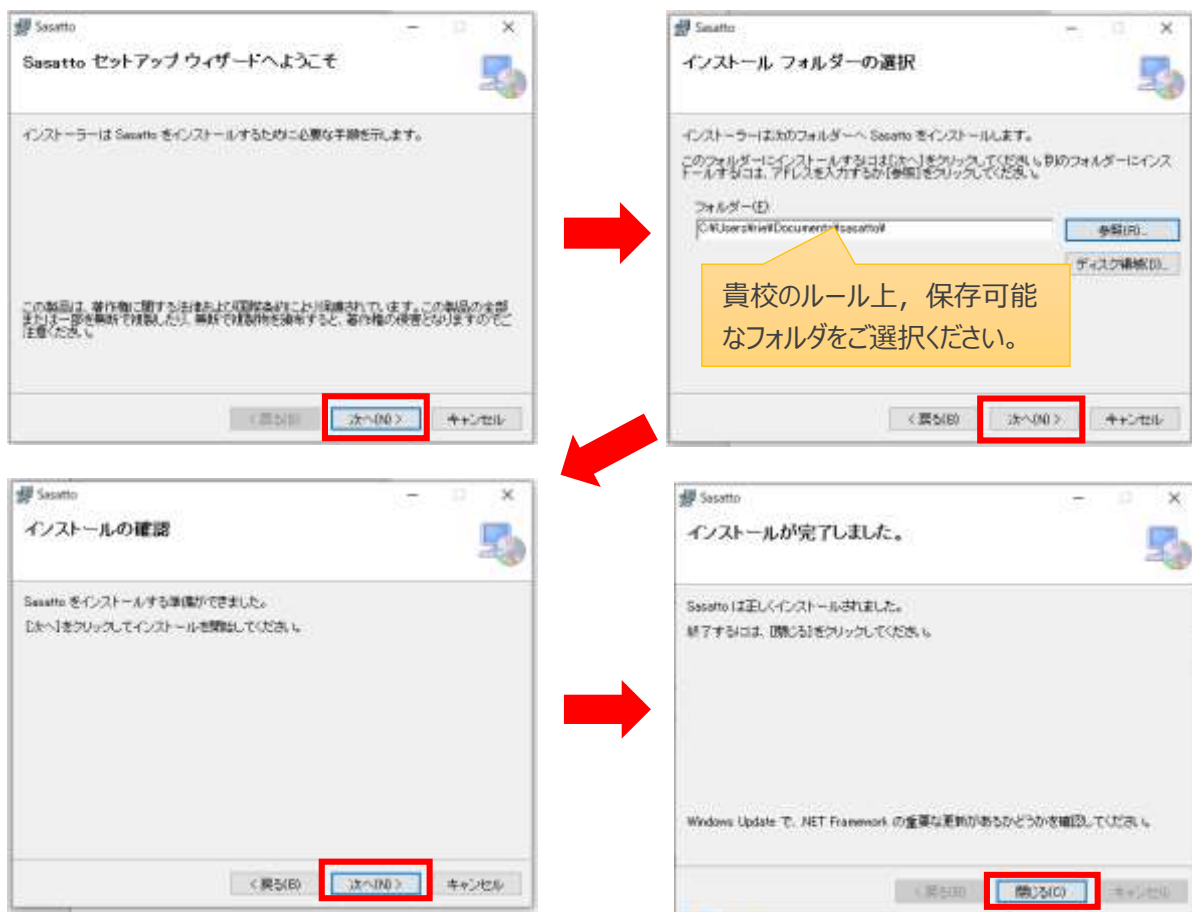 Sasatto
Sasatto セットアップ ウィザードへようこそ
インストーラーは Sasatto をインストールするために必要な手順を示します。
この製品は、著作権に関する法律および国際条約により保護されています。この製品の全部
または一部を無断で複製したり、無断で複製物を頒布すると、著作権の侵害となりますのでご
注意ください。
< 戻る(B)
次へ(N) >
キャンセル
Sasatto
インストール フォルダーの選択
インストーラーは次のフォルダーへ Sasatto をインストールします。
このフォルダーにインストールするには[次へ]をクリックしてください。別のフォルダーにインス
トールするには、アドレスを入力するか[参照]をクリックしてください。
フォルダー(F):
C:¥Users¥rie¥Documents¥sasatto¥
参照(R)...
ディスク領域(D)...
貴校のルール上，保存可能
なフォルダをご選択ください。
< 戻る(B)
次へ(N) >
キャンセル
Sasatto
インストールの確認
Sasatto をインストールする準備ができました。
[次へ]をクリックしてインストールを開始してください。
< 戻る(B)
次へ(N) >
キャンセル
Sasatto
インストールが完了しました。
Sasatto は正しくインストールされました。
終了するには、[閉じる]をクリックしてください。
Windows Update で、.NET Framework の重要な更新があるかどうかを確認してください。
< 戻る(B)
閉じる(C)
キャンセル